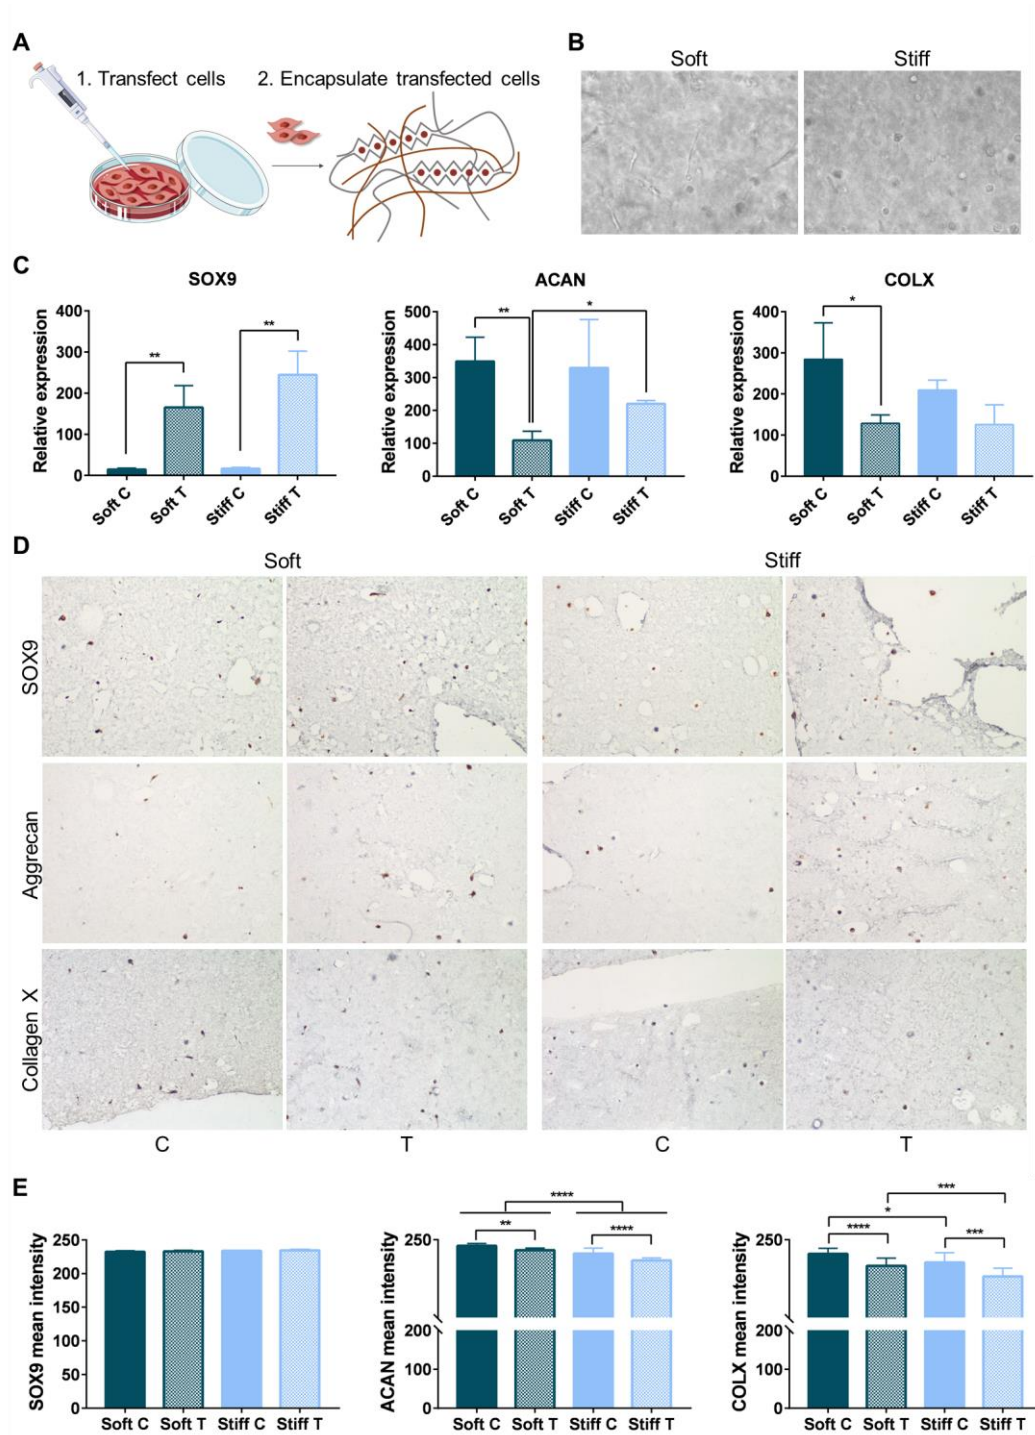 A
1. Transfect cells
2. Encapsulate transfected cells
B
Soft
Stiff
C
SOX9
Relative expression
400
300
200
100
0
**
**
Soft C
Soft T
Stiff C
Stiff T
ACAN
Relative expression
500
400
300
200
100
0
**
*
Soft C
Soft T
Stiff C
Stiff T
COLX
Relative expression
400
300
200
100
0
*
Soft C
Soft T
Stiff C
Stiff T
D
Soft
Stiff
SOX9
Aggrecan
Collagen X
C
T
C
T
E
SOX9 mean intensity
250
200
150
100
50
0
Soft C
Soft T
Stiff C
Stiff T
ACAN mean intensity
250
200
100
0
****
**
****
Soft C
Soft T
Stiff C
Stiff T
COLX mean intensity
250
200
100
0
***
*
****
***
Soft C
Soft T
Stiff C
Stiff T